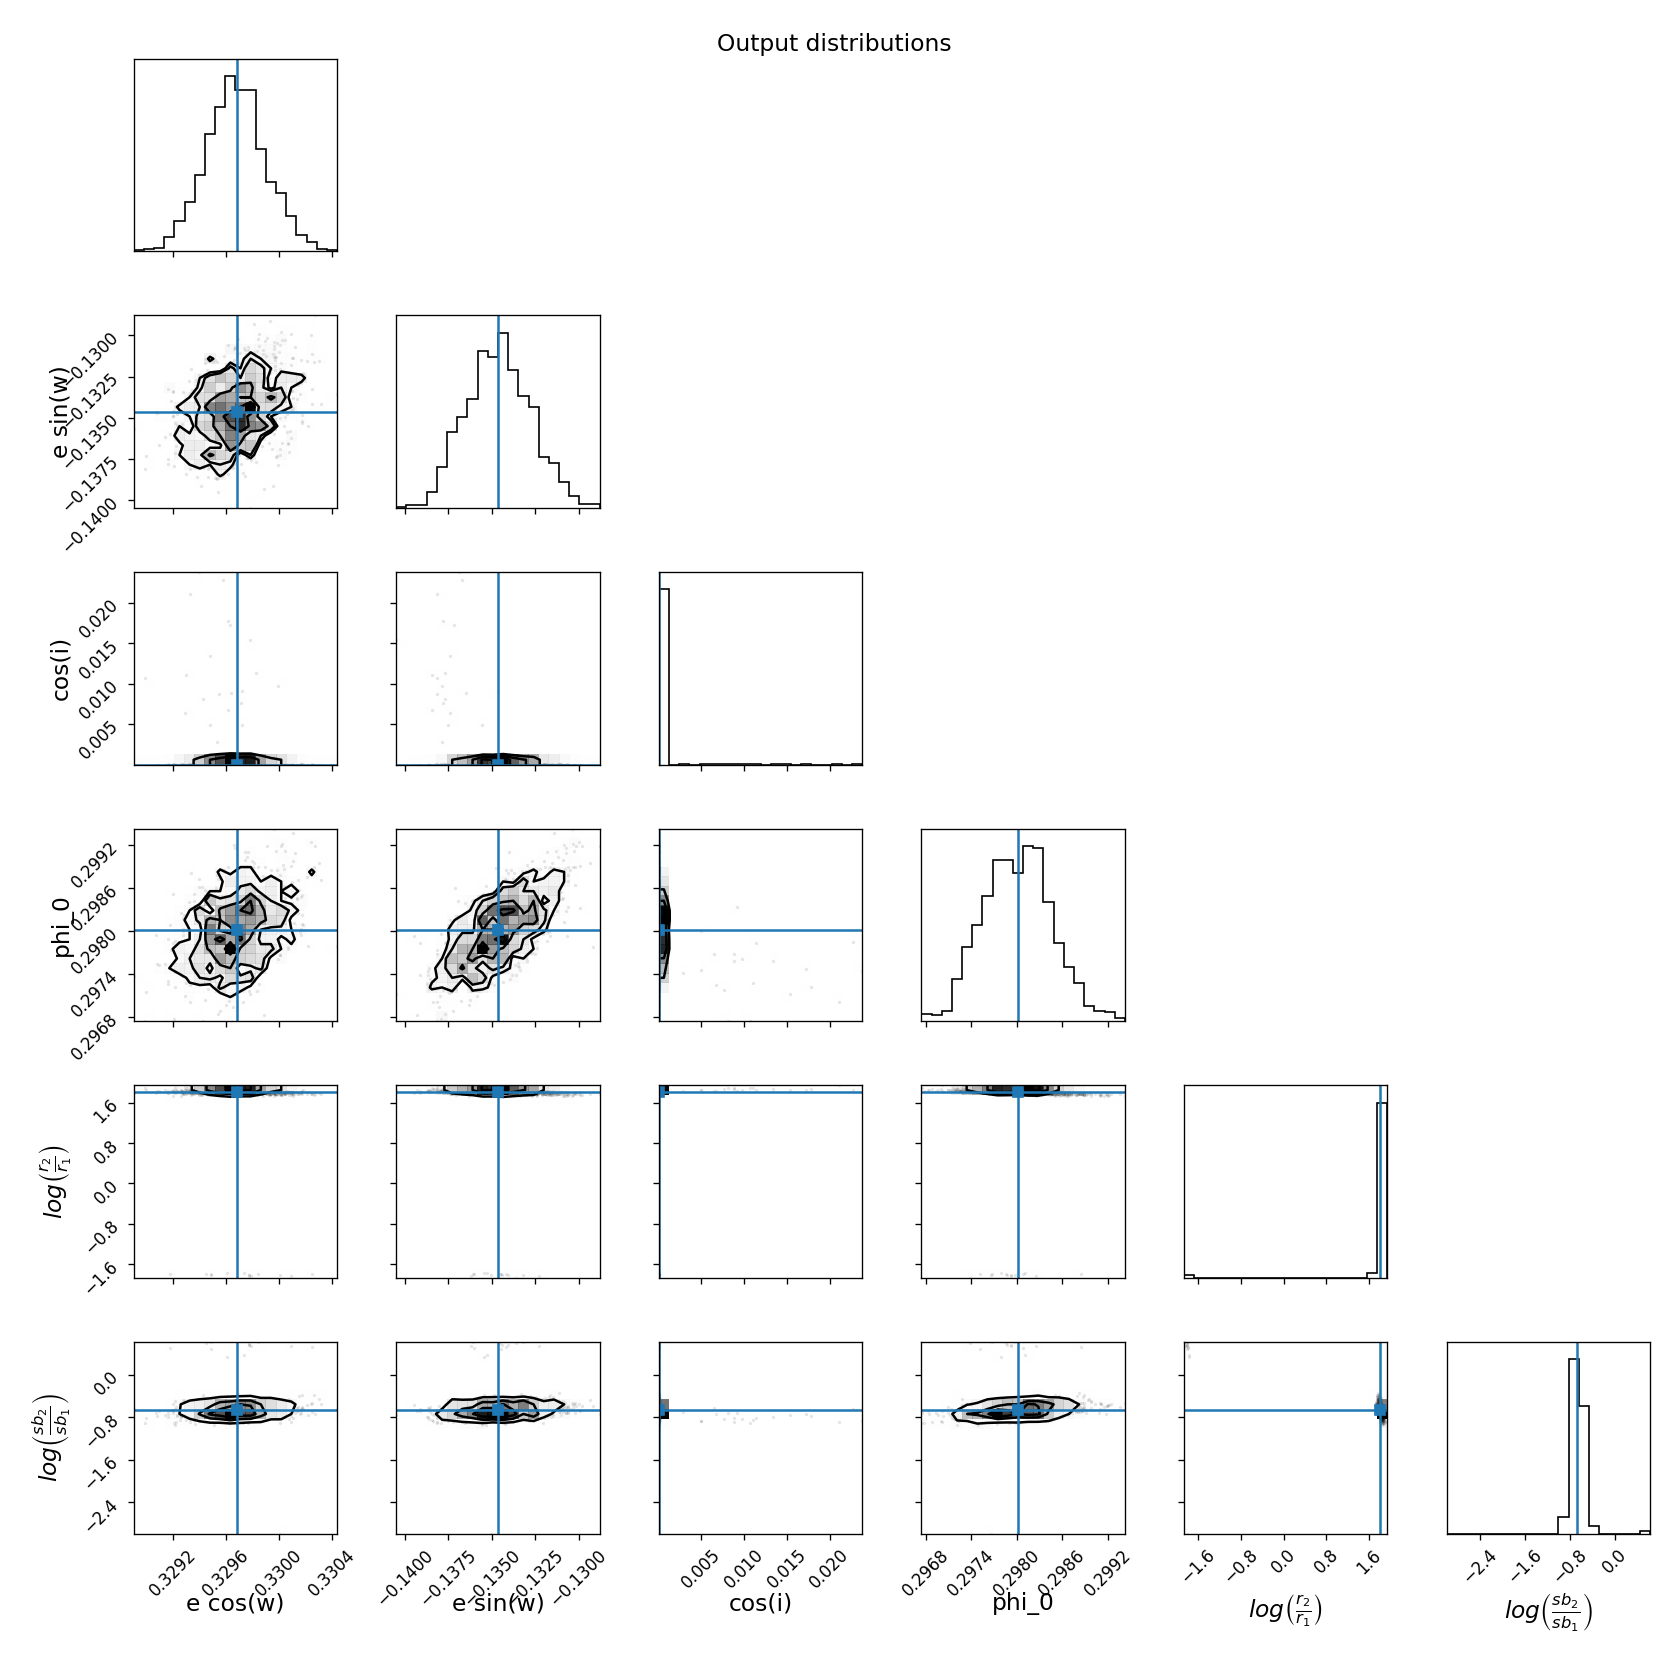 Output distributions
e sin(w)
−0.1300
−0.1325
−0.1350
−0.1375
−0.1400
cos(i)
0.020
0.015
0.010
0.005
phi_0
0.2992
0.2986
0.2980
0.2974
0.2968
log(r₂/r₁)
1.6
0.8
0.0
−0.8
−1.6
log(sb₂/sb₁)
0.0
−0.8
−1.6
−2.4
0.3292 0.3296 0.3300 0.3304
e cos(w)
−0.1400 −0.1375 −0.1350 −0.1325 −0.1300
e sin(w)
0.005 0.010 0.015 0.020
cos(i)
0.2968 0.2974 0.2980 0.2986 0.2992
phi_0
−1.6 −0.8 0.0 0.8 1.6
log(r₂/r₁)
−2.4 −1.6 −0.8 0.0
log(sb₂/sb₁)